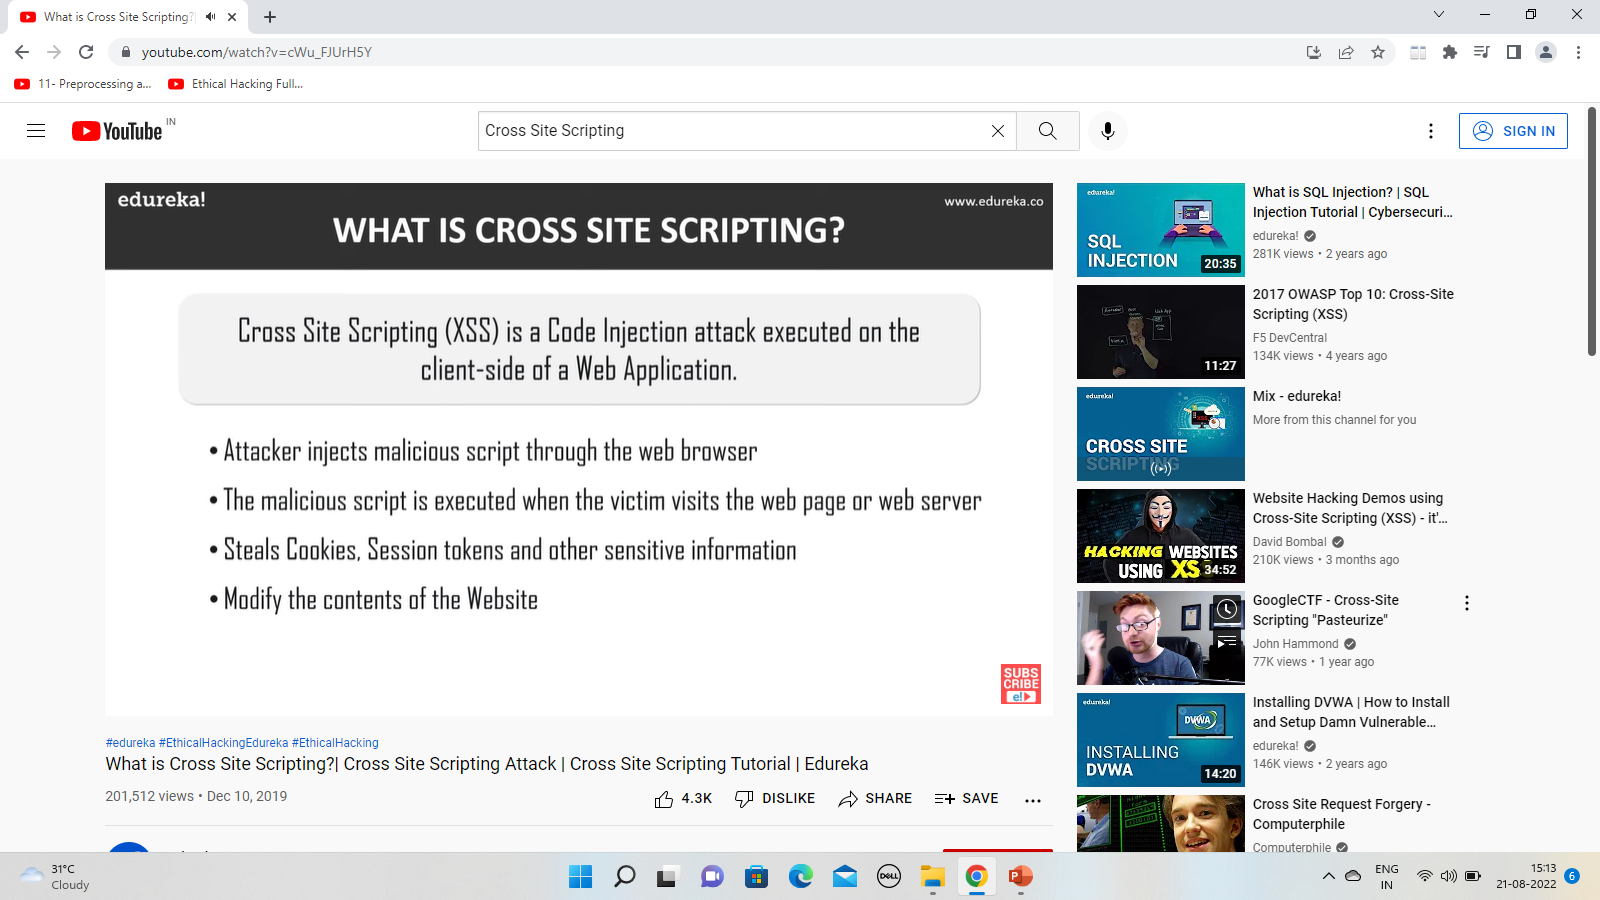 What is Cross Site Scripting?
youtube.com/watch?v=cWu_FJUrH5Y
11- Preprocessing a...
Ethical Hacking Full...
YouTube IN
Cross Site Scripting
SIGN IN
edureka!
www.edureka.co
WHAT IS CROSS SITE SCRIPTING?
Cross Site Scripting (XSS) is a Code Injection attack executed on the
client-side of a Web Application.
• Attacker injects malicious script through the web browser
• The malicious script is executed when the victim visits the web page or web server
• Steals Cookies, Session tokens and other sensitive information
• Modify the contents of the Website
SUBS
CRIBE
e!
#edureka #EthicalHackingEdureka #EthicalHacking
What is Cross Site Scripting?| Cross Site Scripting Attack | Cross Site Scripting Tutorial | Edureka
201,512 views • Dec 10, 2019
4.3K
DISLIKE
SHARE
SAVE
edureka!
SQL
INJECTION
20:35
What is SQL Injection? | SQL
Injection Tutorial | Cybersecuri...
edureka!
281K views • 2 years ago
11:27
2017 OWASP Top 10: Cross-Site
Scripting (XSS)
F5 DevCentral
134K views • 4 years ago
edureka!
CROSS SITE
SCRIPTING
Mix - edureka!
More from this channel for you
HACKING WEBSITES
USING XS
34:52
Website Hacking Demos using
Cross-Site Scripting (XSS) - it'...
David Bombal
210K views • 3 months ago
GoogleCTF - Cross-Site
Scripting "Pasteurize"
John Hammond
77K views • 1 year ago
edureka!
DVWA
INSTALLING
DVWA
14:20
Installing DVWA | How to Install
and Setup Damn Vulnerable...
edureka!
146K views • 2 years ago
Cross Site Request Forgery -
Computerphile
Computerphile
31°C
Cloudy
DELL
ENG
IN
15:13
21-08-2022
6